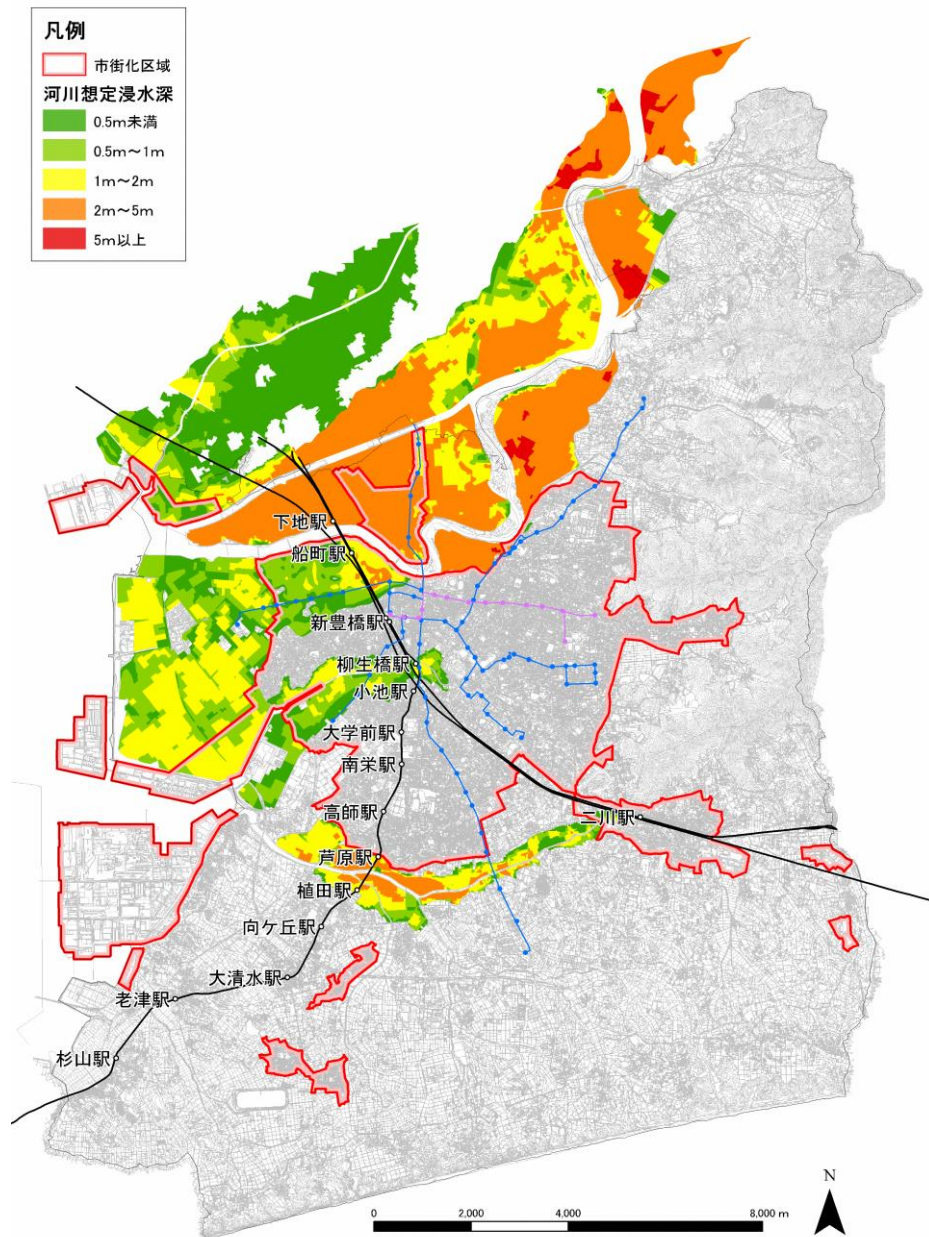 凡例
市街化区域
河川想定浸水深
0.5m未満
0.5m～1m
1m～2m
2m～5m
5m以上
下地駅
船町駅
新豊橋駅
柳生橋駅
小池駅
大学前駅
南栄駅
高師駅
二川駅
芦原駅
植田駅
向ケ丘駅
大清水駅
老津駅
杉山駅
N
0 2,000 4,000 8,000 m